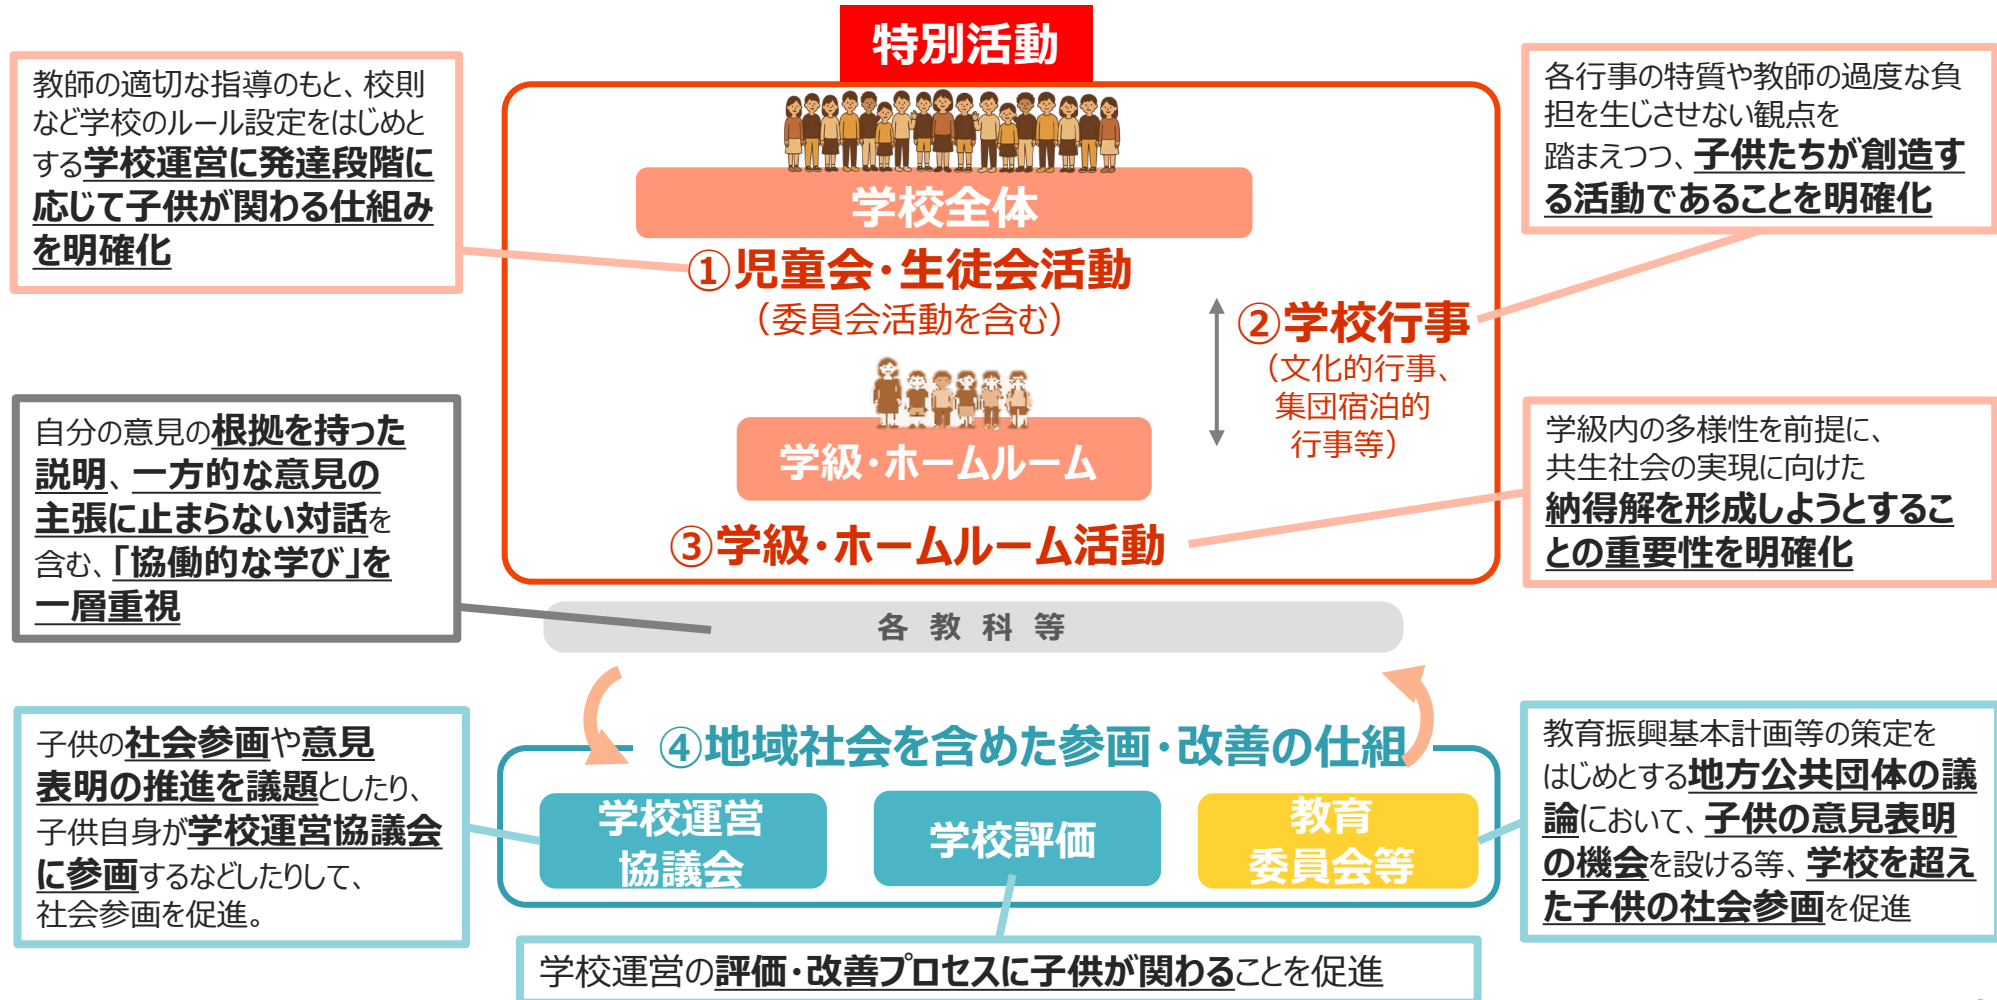 特別活動
教師の適切な指導のもと、校則
など学校のルール設定をはじめと
する学校運営に発達段階に
応じて子供が関わる仕組み
を明確化
各行事の特質や教師の過度な負
担を生じさせない観点を
踏まえつつ、子供たちが創造す
る活動であることを明確化
学校全体
①児童会・生徒会活動
（委員会活動を含む）
②学校行事
（文化的行事、
集団宿泊的
行事等）
学級・ホームルーム
③学級・ホームルーム活動
自分の意見の根拠を持った
説明、一方的な意見の
主張に止まらない対話を
含む、「協働的な学び」を
一層重視
学級内の多様性を前提に、
共生社会の実現に向けた
納得解を形成しようとするこ
との重要性を明確化
各教科等
④地域社会を含めた参画・改善の仕組
子供の社会参画や意見
表明の推進を議題としたり、
子供自身が学校運営協議会
に参画するなどしたりして、
社会参画を促進。
学校運営
協議会
学校評価
教育
委員会等
教育振興基本計画等の策定を
はじめとする地方公共団体の議
論において、子供の意見表明
の機会を設ける等、学校を超え
た子供の社会参画を促進
学校運営の評価・改善プロセスに子供が関わることを促進